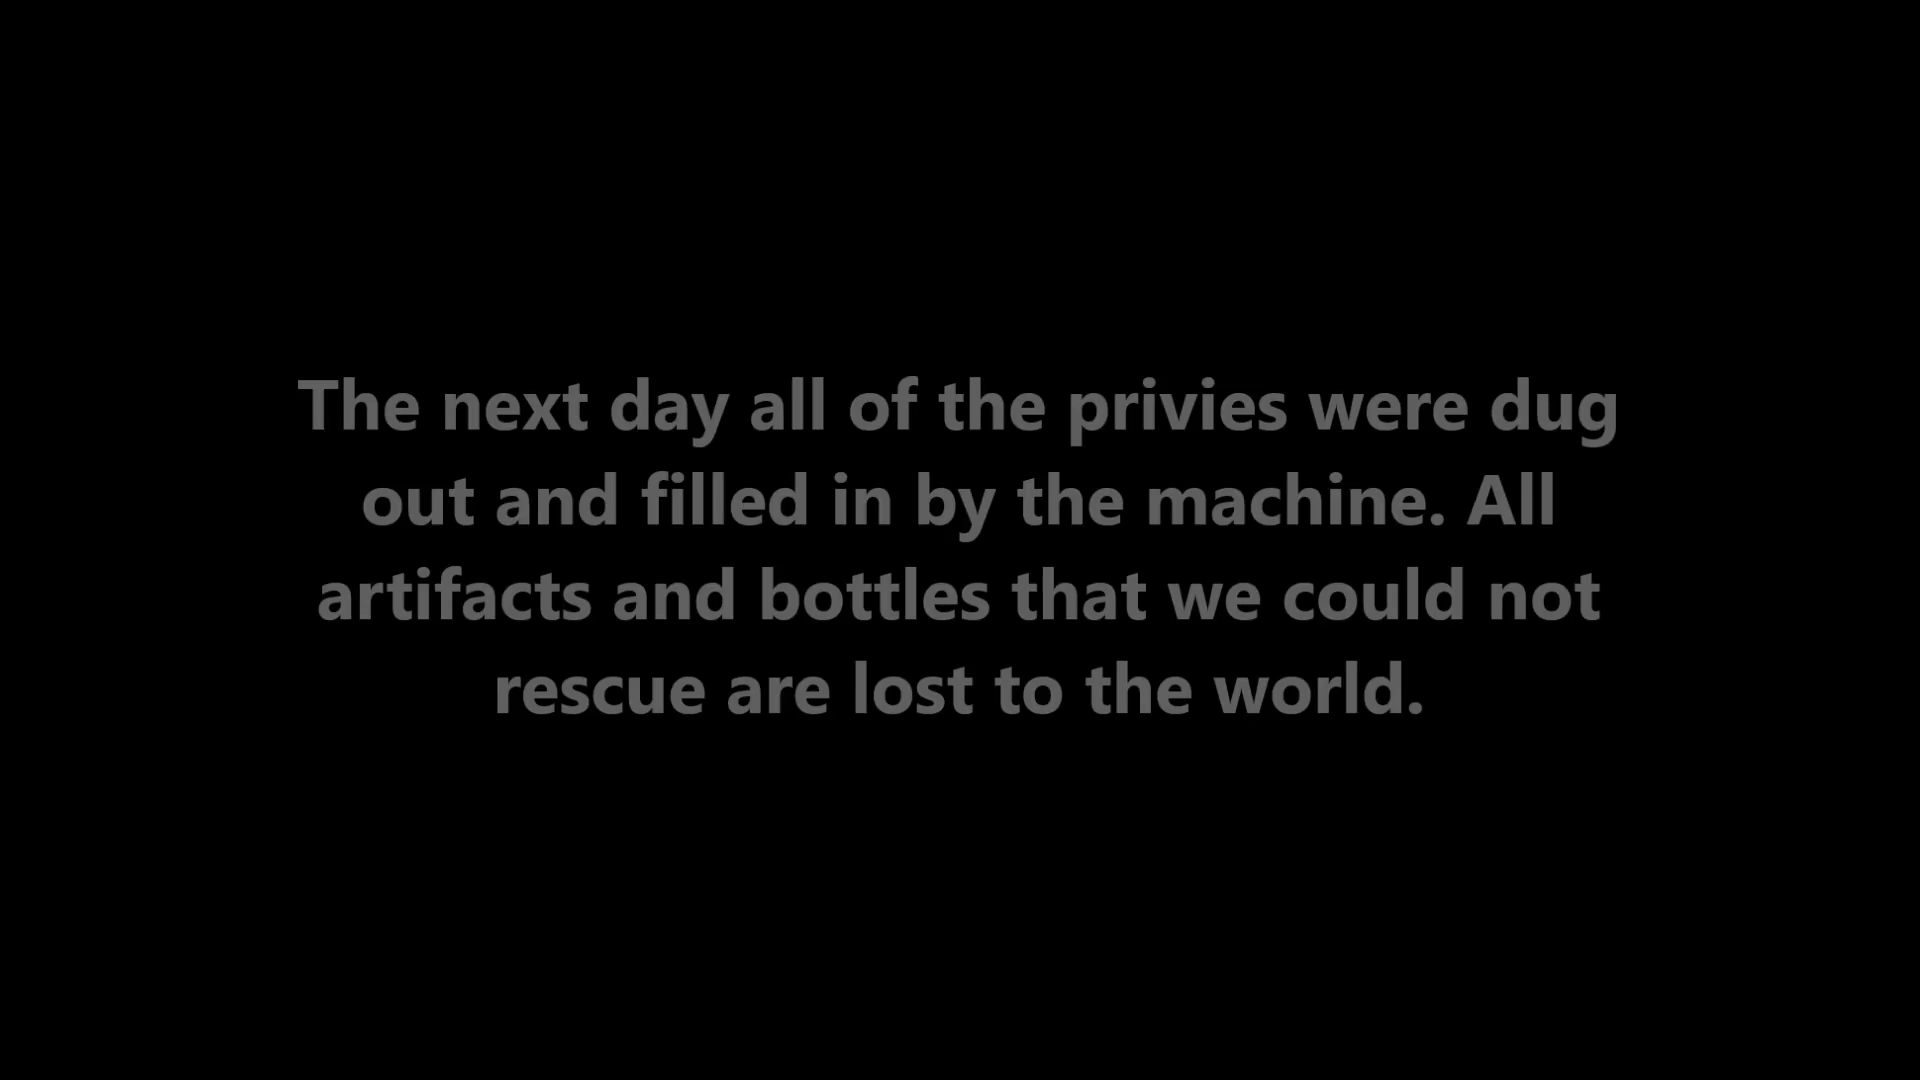 The next day all of the privies were dug
out and filled in by the machine. All
artifacts and bottles that we could not
rescue are lost to the world.